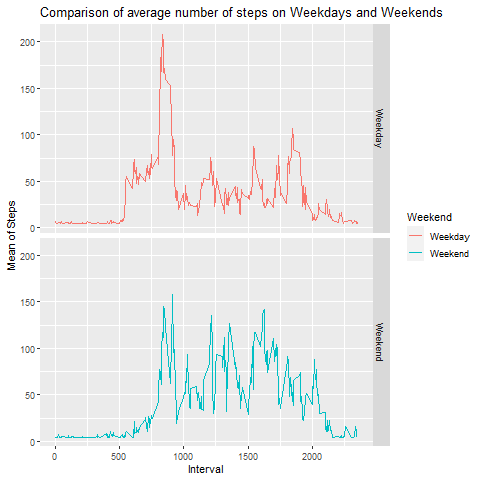 Comparison of average number of steps on Weekdays and Weekends
200
150
100
50
0
Weekday
200
150
100
50
0
Weekend
Mean of Steps
0 500 1000 1500 2000
Interval
Weekend
Weekday
Weekend